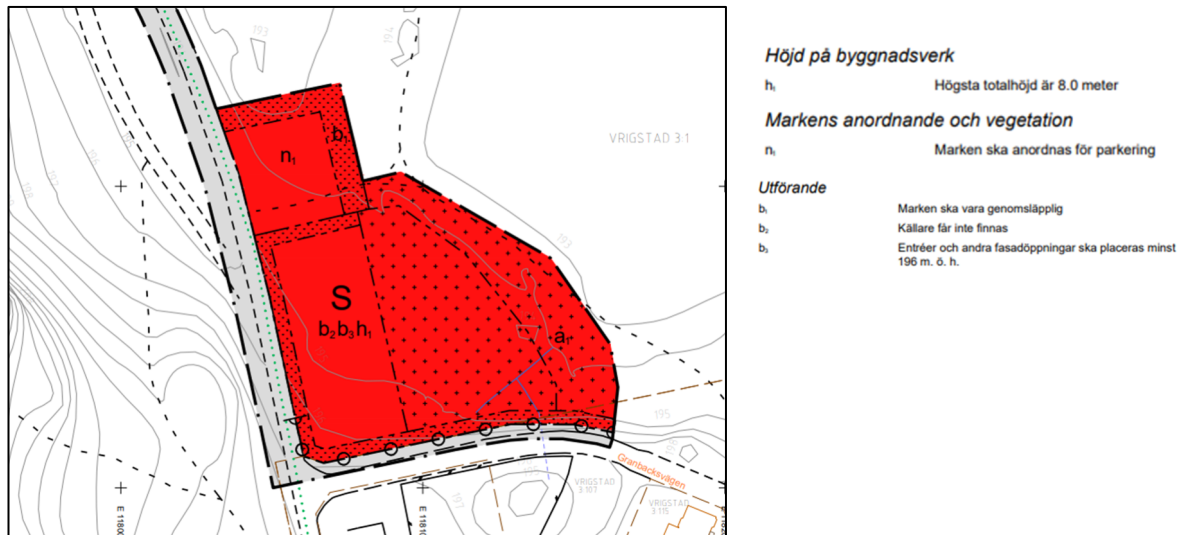 193
194
Höjd på byggnadsverk
h₁ Högsta totalhöjd är 8.0 meter
Markens anordnande och vegetation
n₁ Marken ska anordnas för parkering
Utförande
b₁ Marken ska vara genomsläpplig
b₂ Källare får inte finnas
b₃ Entréer och andra fasadöppningar ska placeras minst
196 m. ö. h.
b₁
VRIGSTAD 3:1
n₁
193
S
b₂b₃h₁
a₁
195
Granbacksvägen
VRIGSTAD
3:107
VRIGSTAD
3:115
197
E 11800
E 11810